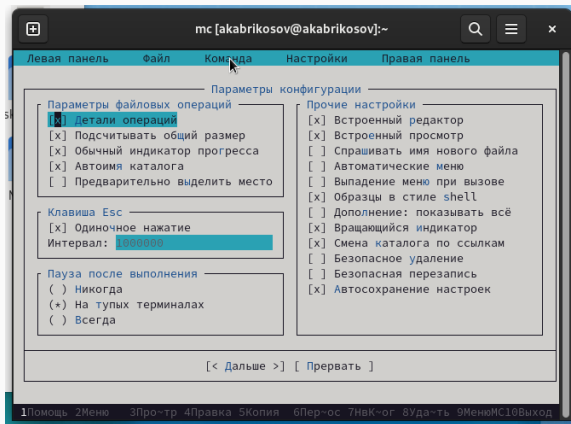 mc [akabrikosov@akabrikosov]:~
Левая панель Файл Команда Настройки Правая панель
Параметры конфигурации
Параметры файловых операций
[x] Детали операций
[x] Подсчитывать общий размер
[x] Обычный индикатор прогресса
[x] Автоимя каталога
[ ] Предварительно выделить место
Клавиша Esc
[x] Одиночное нажатие
Интервал: 1000000
Пауза после выполнения
( ) Никогда
(*) На тупых терминалах
( ) Всегда
Прочие настройки
[x] Встроенный редактор
[x] Встроенный просмотр
[ ] Спрашивать имя нового файла
[ ] Автоматические меню
[ ] Выпадение меню при вызове
[x] Образцы в стиле shell
[ ] Дополнение: показывать всё
[x] Вращающийся индикатор
[x] Смена каталога по ссылкам
[ ] Безопасное удаление
[ ] Безопасная перезапись
[x] Автосохранение настроек
[< Дальше >] [ Прервать ]
1Помощь 2Меню 3Про~тр 4Правка 5Копия 6Пер~ос 7НвК~ог 8Уда~ть 9МенюMC10Выход